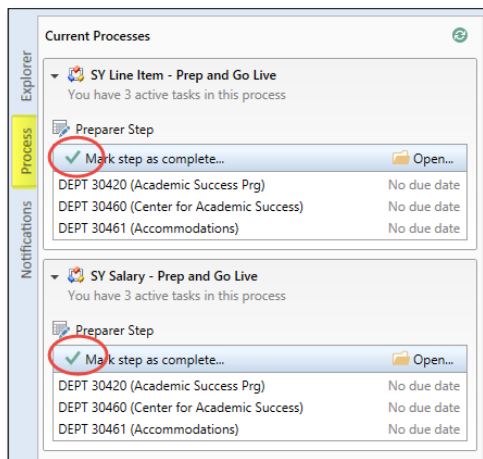 Explorer
Process
Notifications
Current Processes
SY Line Item - Prep and Go Live
You have 3 active tasks in this process
Preparer Step
Mark step as complete... Open...
DEPT 30420 (Academic Success Prg) No due date
DEPT 30460 (Center for Academic Success) No due date
DEPT 30461 (Accommodations) No due date
SY Salary - Prep and Go Live
You have 3 active tasks in this process
Preparer Step
Mark step as complete... Open...
DEPT 30420 (Academic Success Prg) No due date
DEPT 30460 (Center for Academic Success) No due date
DEPT 30461 (Accommodations) No due date